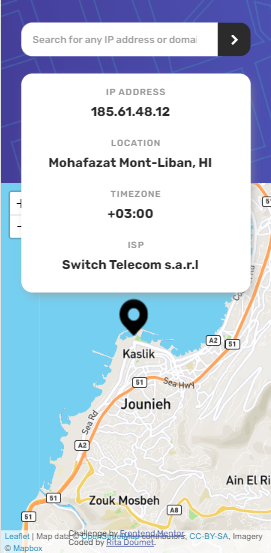 Search for any IP address or domai
IP ADDRESS
185.61.48.12
LOCATION
Mohafazat Mont-Liban, HI
TIMEZONE
+03:00
ISP
Switch Telecom s.a.r.l
Kaslik
A2
51
51
Sea Hwy
Jounieh
Sea Rd
A2
51
Ain El Ri
Zouk Mosbeh
A8
51
51
Challenge by Frontend Mentor.
Leaflet | Map data © OpenStreetMap contributors, CC-BY-SA, Imagery
Coded by Rita Doumet.
© Mapbox